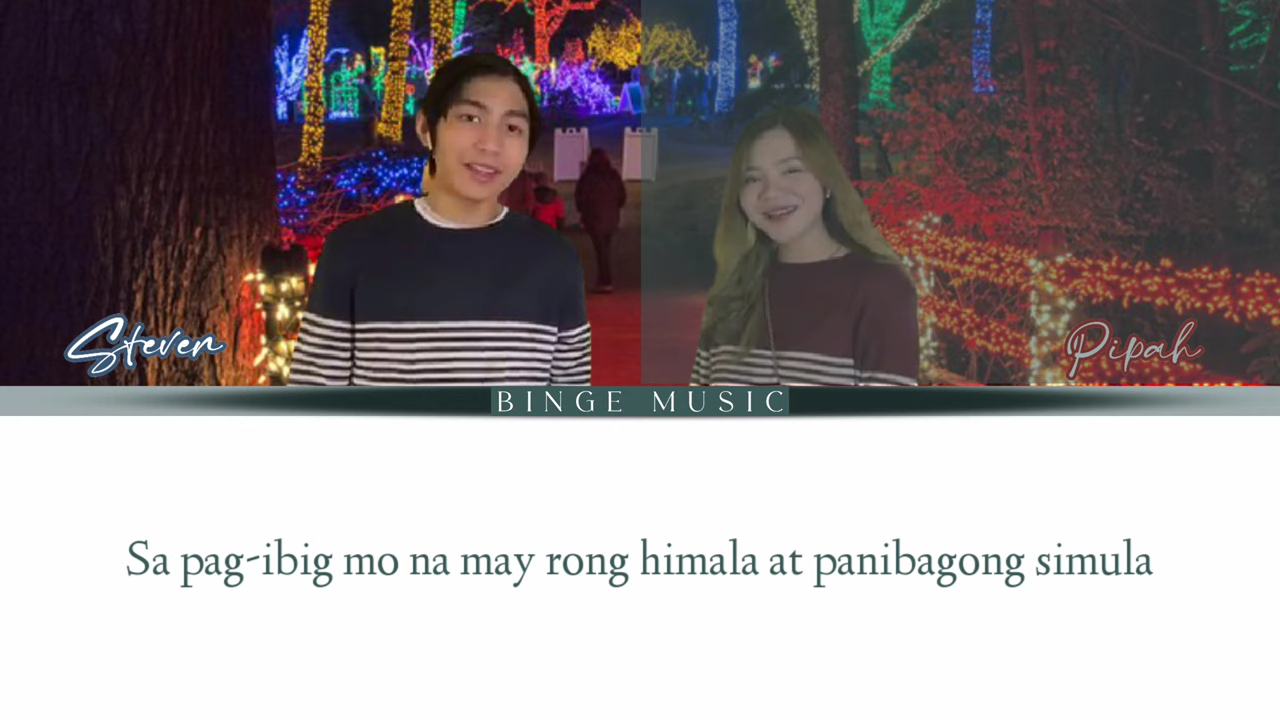 Steven
Pipah
BINGE MUSIC
Sa pag-ibig mo na may rong himala at panibagong simula